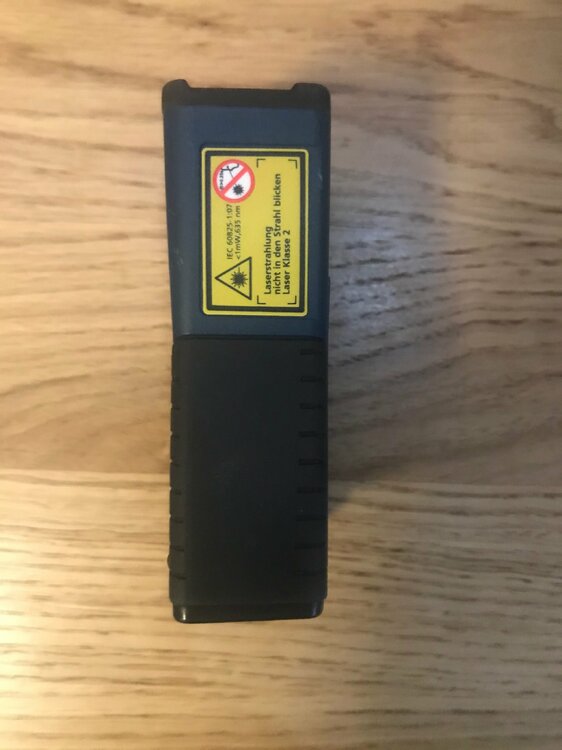 IEC 60825-1:07
<1mW,635 nm
Laserstrahlung
nicht in den Strahl blicken
Laser Klasse 2